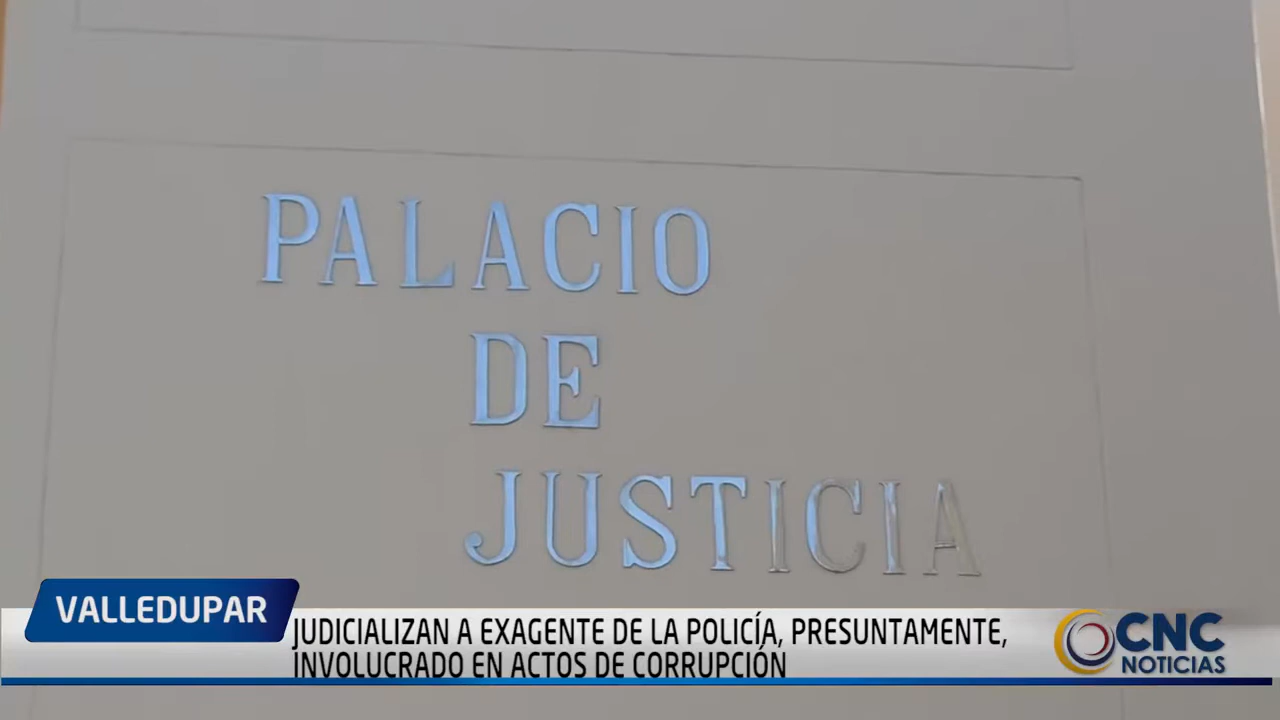 PALACIO
DE
JUSTICIA
VALLEDUPAR
JUDICIALIZAN A EXAGENTE DE LA POLICÍA, PRESUNTAMENTE,
INVOLUCRADO EN ACTOS DE CORRUPCIÓN
CNC
NOTICIAS